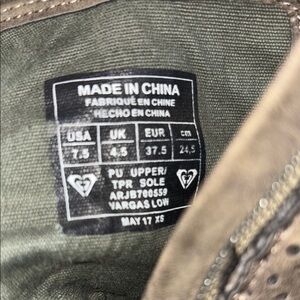 MADE IN CHINA
FABRIQUÉ EN CHINE
HECHO EN CHINA
USA UK EUR cm
7.5 4.5 37.5 24,5
PU UPPER/
TPR SOLE
ARJB700559
VARGAS LOW
MAY 17 XS